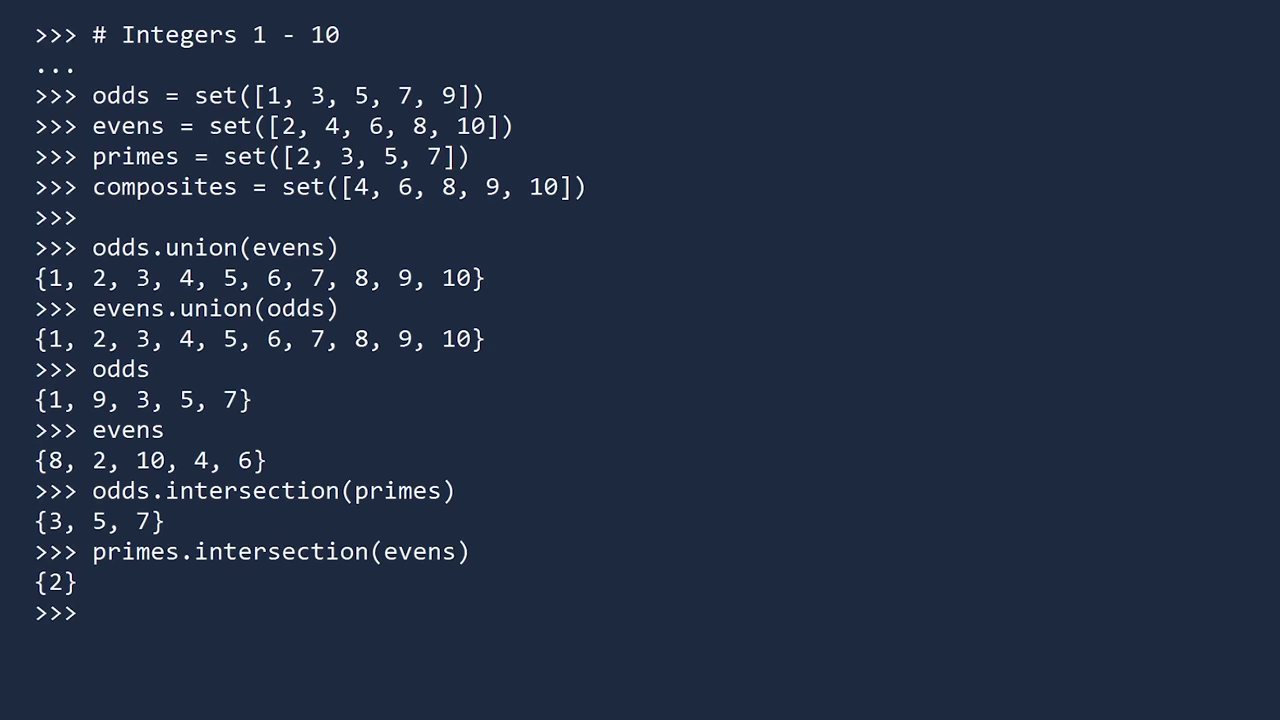 >>> # Integers 1 - 10
...
>>> odds = set([1, 3, 5, 7, 9])
>>> evens = set([2, 4, 6, 8, 10])
>>> primes = set([2, 3, 5, 7])
>>> composites = set([4, 6, 8, 9, 10])
>>>
>>> odds.union(evens)
{1, 2, 3, 4, 5, 6, 7, 8, 9, 10}
>>> evens.union(odds)
{1, 2, 3, 4, 5, 6, 7, 8, 9, 10}
>>> odds
{1, 9, 3, 5, 7}
>>> evens
{8, 2, 10, 4, 6}
>>> odds.intersection(primes)
{3, 5, 7}
>>> primes.intersection(evens)
{2}
>>>